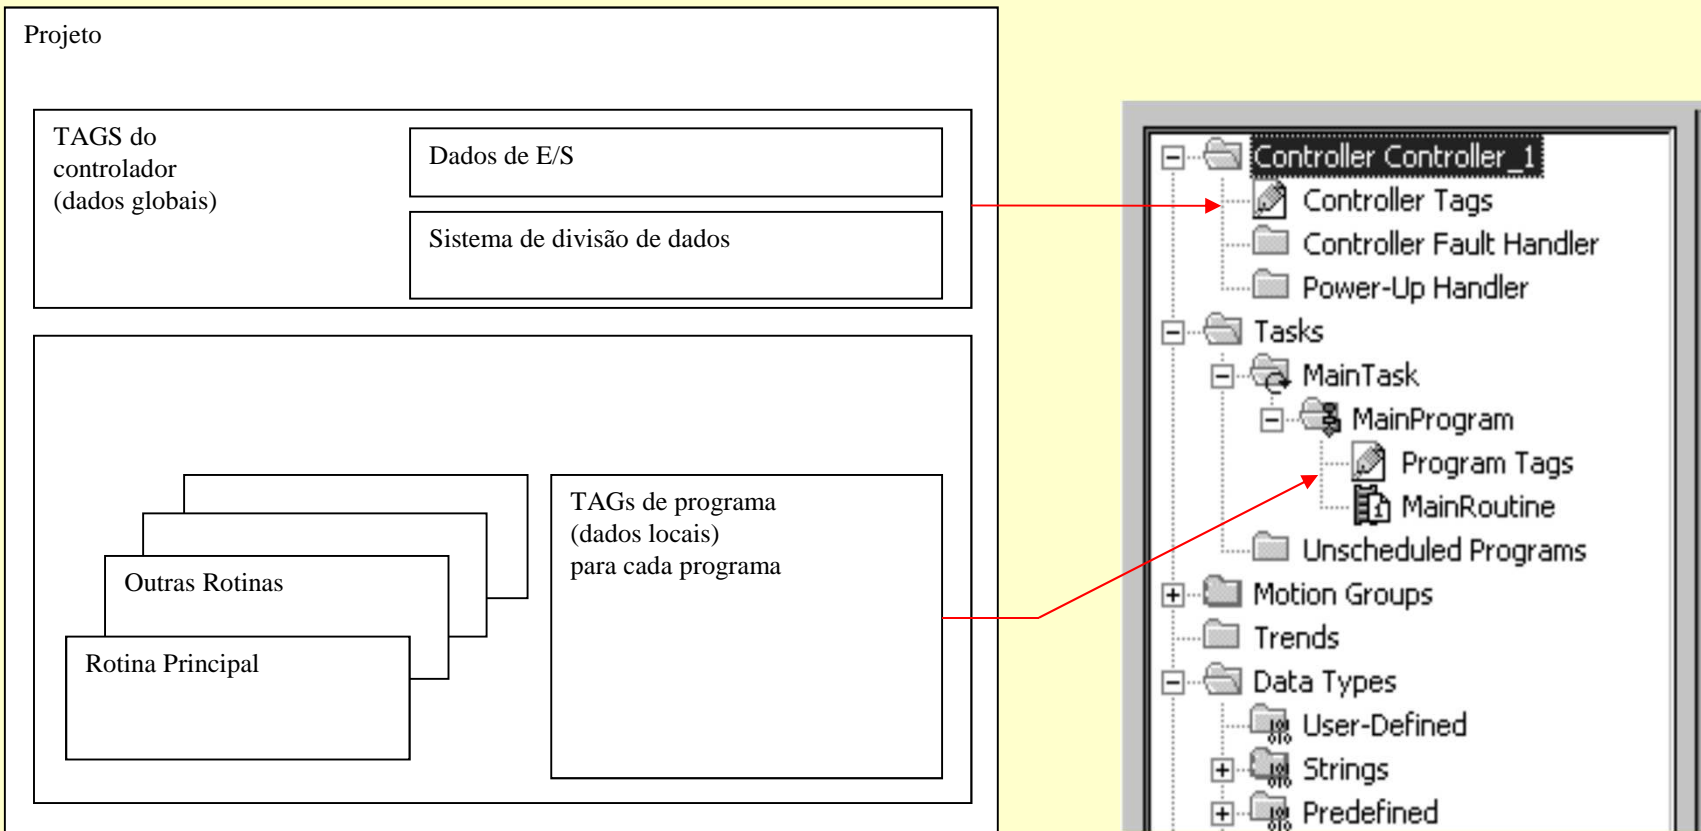 Projeto
TAGS do
controlador
(dados globais)
Dados de E/S
Sistema de divisão de dados
Outras Rotinas
Rotina Principal
TAGs de programa
(dados locais)
para cada programa
Controller Controller_1
Controller Tags
Controller Fault Handler
Power-Up Handler
Tasks
MainTask
MainProgram
Program Tags
MainRoutine
Unscheduled Programs
Motion Groups
Trends
Data Types
User-Defined
Strings
Predefined